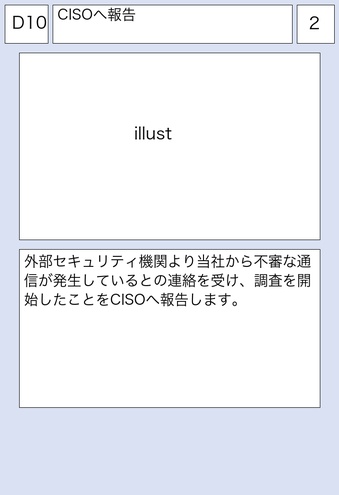 D10
CISOへ報告
2
illust
外部セキュリティ機関より当社から不審な通
信が発生しているとの連絡を受け、調査を開
始したことをCISOへ報告します。